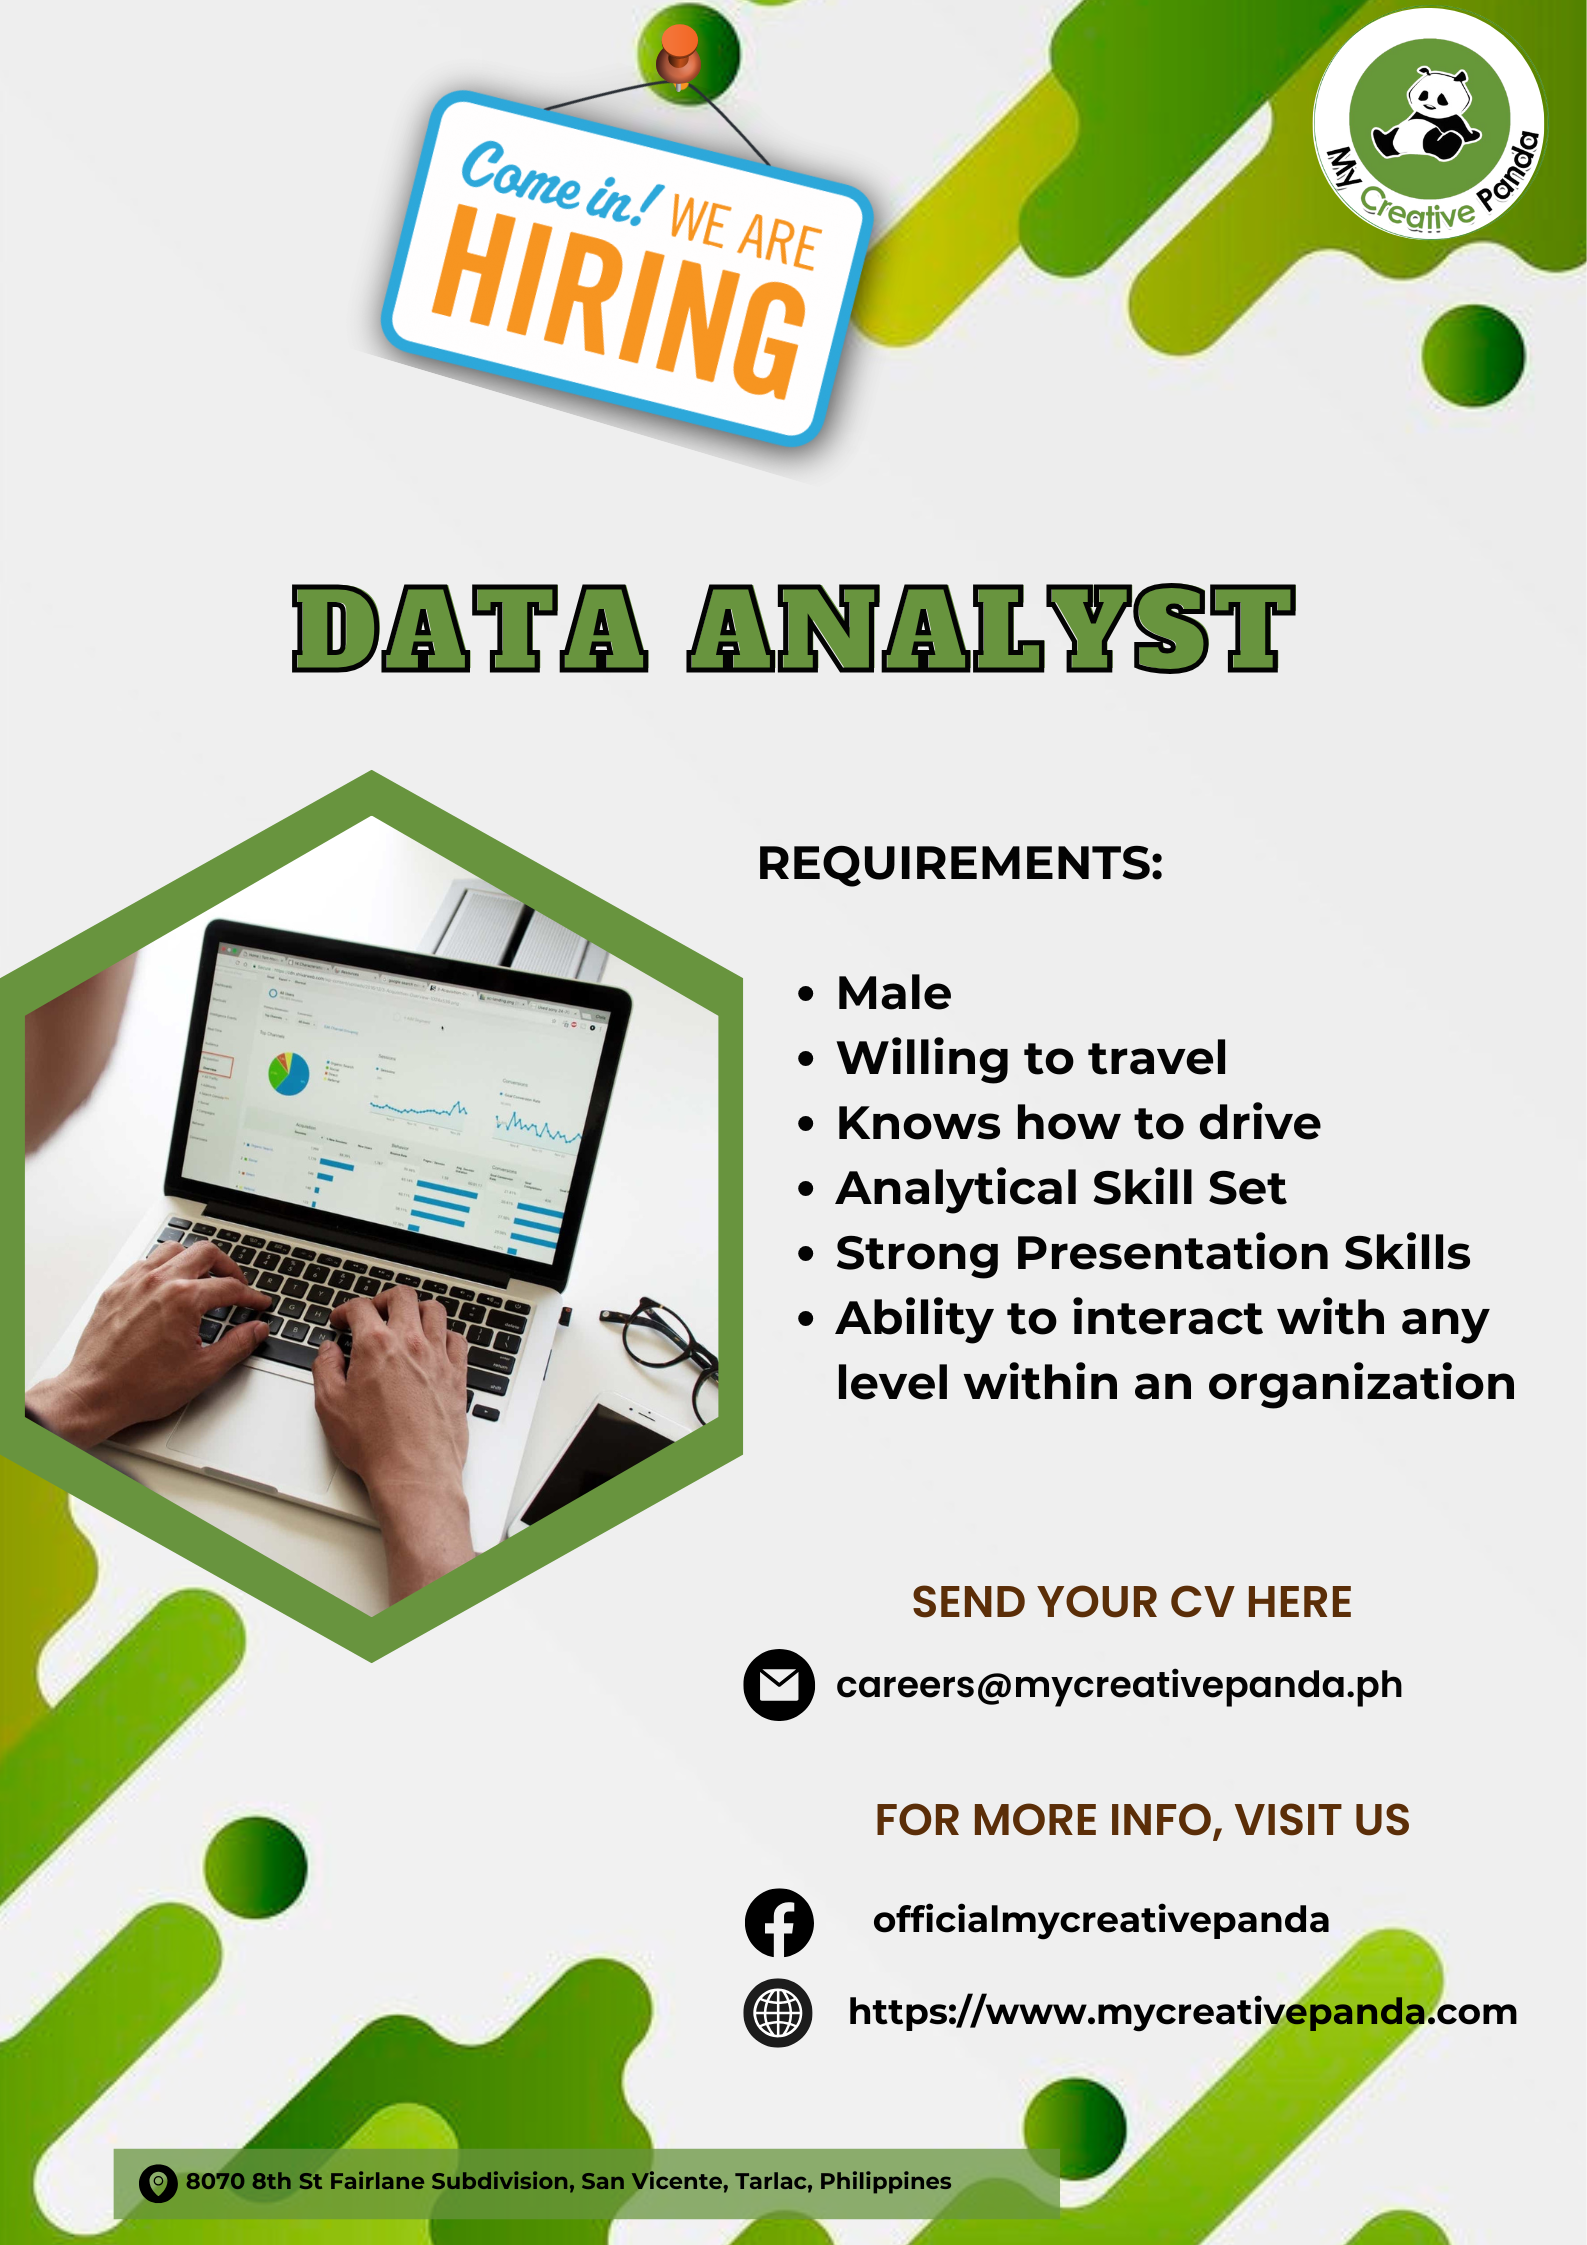 Come in! WE ARE
HIRING
My Creative Panda
DATA ANALYST
REQUIREMENTS:
• Male
• Willing to travel
• Knows how to drive
• Analytical Skill Set
• Strong Presentation Skills
• Ability to interact with any
level within an organization
SEND YOUR CV HERE
careers@mycreativepanda.ph
FOR MORE INFO, VISIT US
officialmycreativepanda
https://www.mycreativepanda.com
8070 8th St Fairlane Subdivision, San Vicente, Tarlac, Philippines